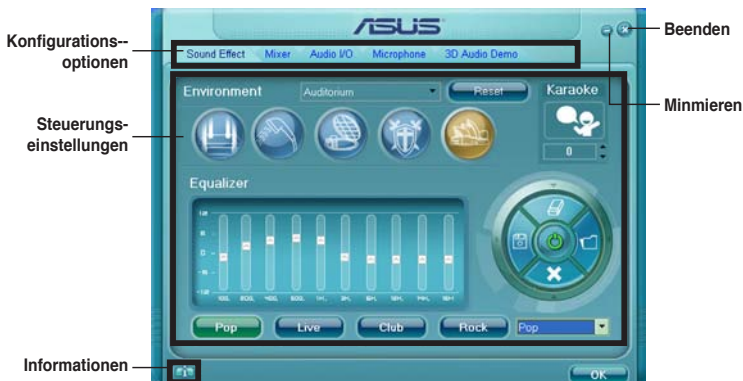 Konfigurations--
optionen
Steuerungs-
einstellungen
Informationen
ASUS
Sound Effect Mixer Audio I/O Microphone 3D Audio Demo
Environment Auditorium Reset Karaoke
0
Equalizer
Pop Live Club Rock Pop
OK
Beenden
Minmieren